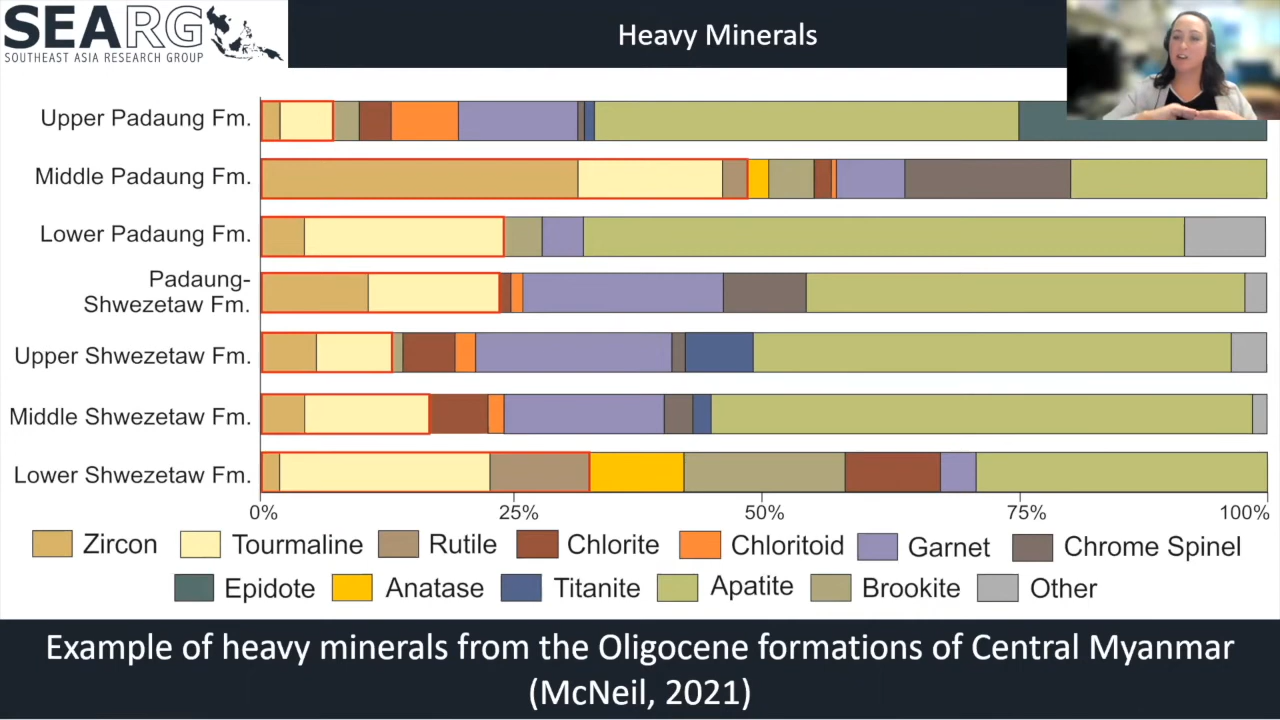 SEARG
SOUTHEAST ASIA RESEARCH GROUP
Heavy Minerals
Upper Padaung Fm.
Middle Padaung Fm.
Lower Padaung Fm.
Padaung-
Shwezetaw Fm.
Upper Shwezetaw Fm.
Middle Shwezetaw Fm.
Lower Shwezetaw Fm.
0% 25% 50% 75% 100%
Zircon Tourmaline Rutile Chlorite Chloritoid Garnet Chrome Spinel
Epidote Anatase Titanite Apatite Brookite Other
Example of heavy minerals from the Oligocene formations of Central Myanmar
(McNeil, 2021)